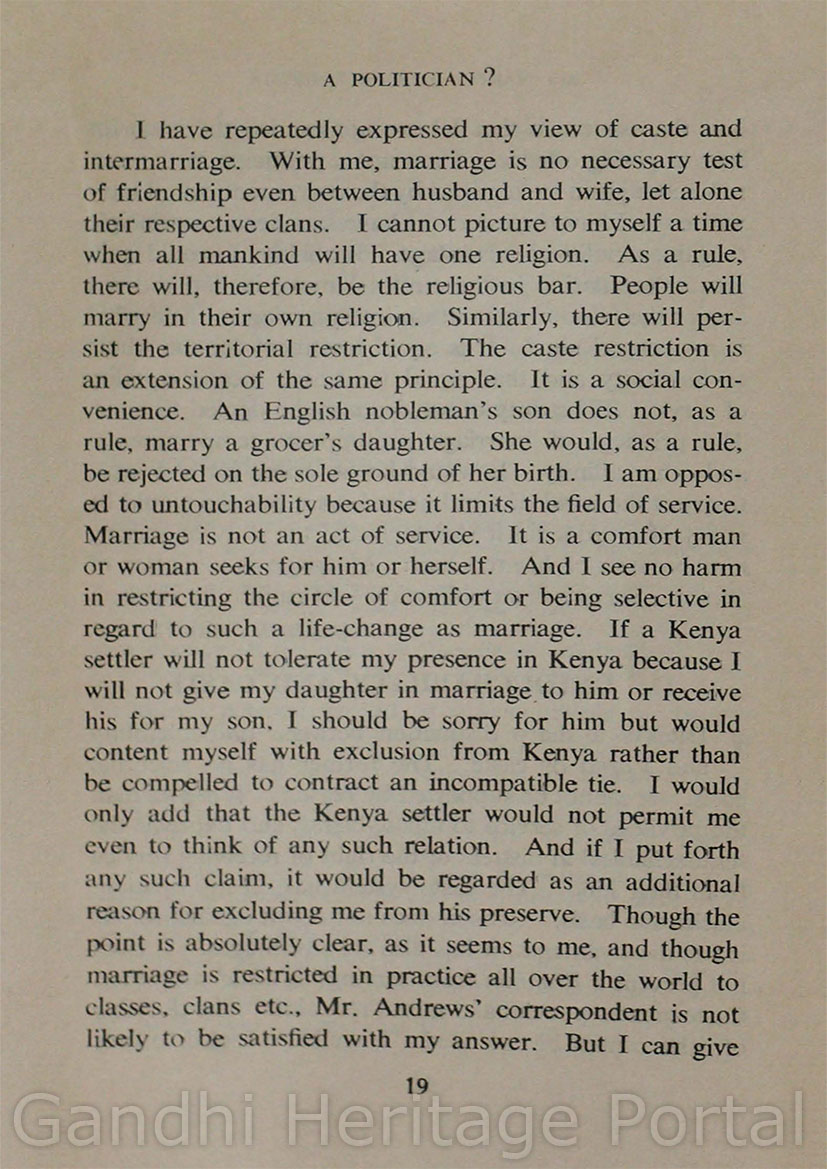 A POLITICIAN ?
I have repeatedly expressed my view of caste and
intermarriage. With me, marriage is no necessary test
of friendship even between husband and wife, let alone
their respective clans. I cannot picture to myself a time
when all mankind will have one religion. As a rule,
there will, therefore, be the religious bar. People will
marry in their own religion. Similarly, there will per-
sist the territorial restriction. The caste restriction is
an extension of the same principle. It is a social con-
venience. An English nobleman's son does not, as a
rule, marry a grocer's daughter. She would, as a rule,
be rejected on the sole ground of her birth. I am oppos-
ed to untouchability because it limits the field of service.
Marriage is not an act of service. It is a comfort man
or woman seeks for him or herself. And I see no harm
in restricting the circle of comfort or being selective in
regard to such a life-change as marriage. If a Kenya
settler will not tolerate my presence in Kenya because I
will not give my daughter in marriage to him or receive
his for my son, I should be sorry for him but would
content myself with exclusion from Kenya rather than
be compelled to contract an incompatible tie. I would
only add that the Kenya settler would not permit me
even to think of any such relation. And if I put forth
any such claim, it would be regarded as an additional
reason for excluding me from his preserve. Though the
point is absolutely clear, as it seems to me, and though
marriage is restricted in practice all over the world to
classes, clans etc., Mr. Andrews' correspondent is not
likely to be satisfied with my answer. But I can give
19
Gandhi Heritage Portal